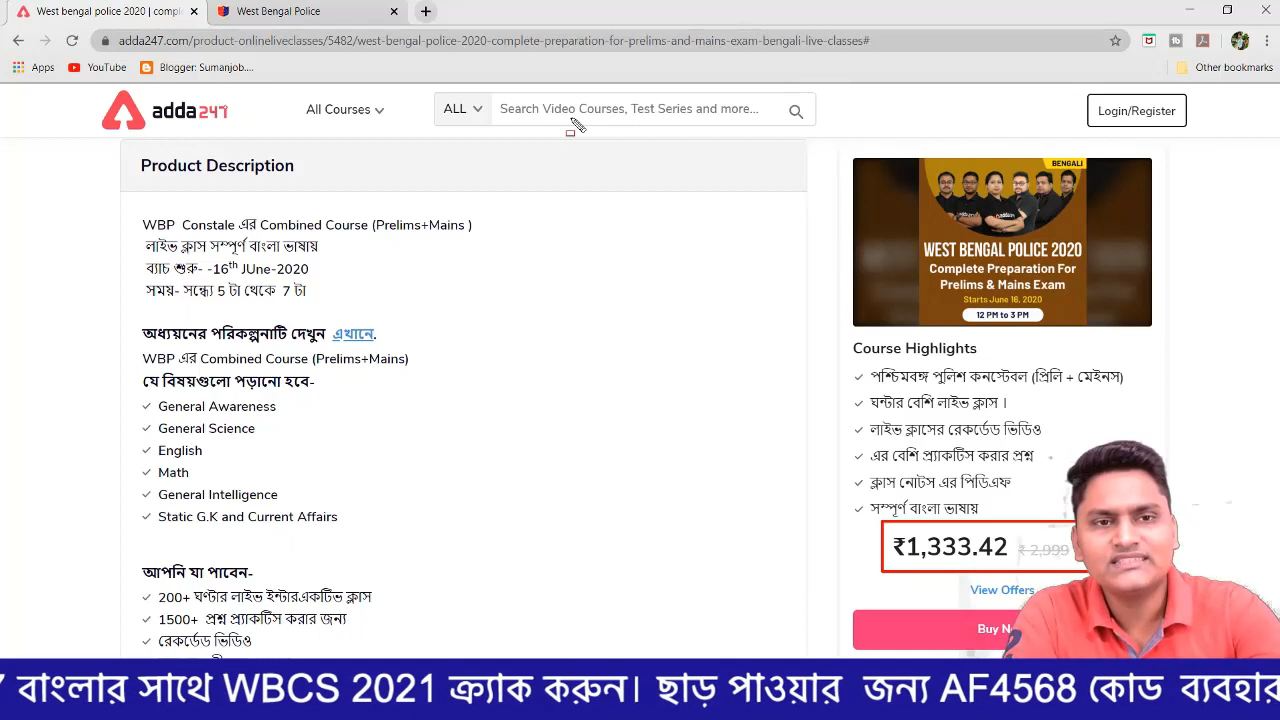 West bengal police 2020 | compl
West Bengal Police
adda247.com/product-onlineliveclasses/5482/west-bengal-police-2020-complete-preparation-for-prelims-and-mains-exam-bengali-live-classes#
Apps
YouTube
Blogger: Sumanjob....
Other bookmarks
adda247
All Courses
ALL
Search Video Courses, Test Series and more...
Login/Register
Product Description
WBP Constale এর Combined Course (Prelims+Mains )
লাইভ ক্লাস সম্পূর্ণ বাংলা ভাষায়
ব্যাচ শুরু- -16th JUne-2020
সময়- সন্ধ্যে 5 টা থেকে 7 টা
অধ্যয়নের পরিকল্পনাটি দেখুন এখানে.
WBP এর Combined Course (Prelims+Mains)
যে বিষয়গুলো পড়ানো হবে-
General Awareness
General Science
English
Math
General Intelligence
Static G.K and Current Affairs
আপনি যা পাবেন-
200+ ঘণ্টার লাইভ ইন্টারএকটিভ ক্লাস
1500+ প্রশ্ন প্র্যাকটিস করার জন্য
রেকর্ডেড ভিডিও
BENGALI
WEST BENGAL POLICE 2020
Complete Preparation For
Prelims & Mains Exam
Starts June 16, 2020
12 PM to 3 PM
Course Highlights
পশ্চিমবঙ্গ পুলিশ কনস্টেবল (প্রিলি + মেইনস)
ঘন্টার বেশি লাইভ ক্লাস ।
লাইভ ক্লাসের রেকর্ডেড ভিডিও
এর বেশি প্র্যাকটিস করার প্রশ্ন
ক্লাস নোটস এর পিডিএফ
সম্পূর্ণ বাংলা ভাষায়
₹1,333.42 ₹ 2,999
View Offers
Buy N
7 বাংলার সাথে WBCS 2021 ক্র্যাক করুন। ছাড় পাওয়ার জন্য AF4568 কোড ব্যবহার